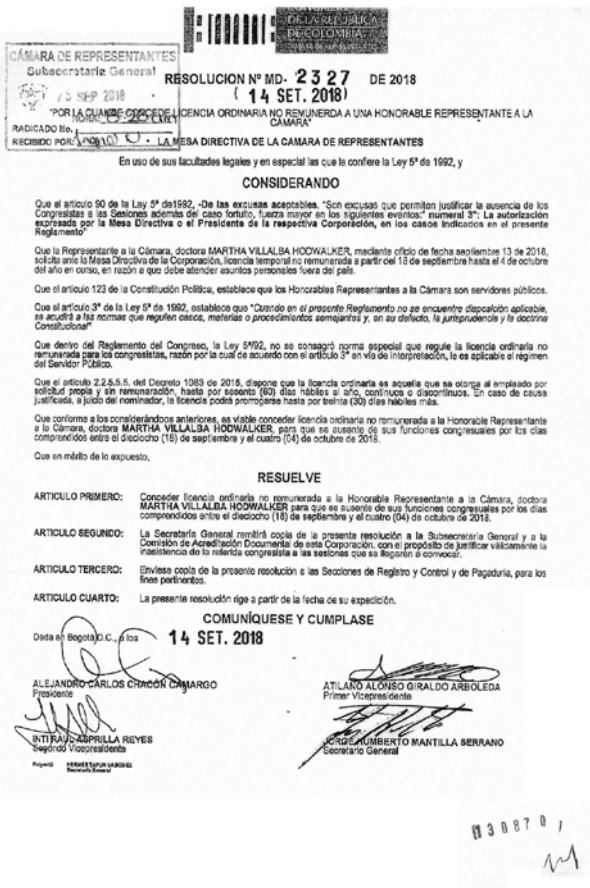 DE LA REPUBLICA
DE COLOMBIA
CÁMARA DE REPRESENTANTES
CÁMARA DE REPRESENTANTES
Subsecretaría General
SEP 2018
RADICADO No.
RECIBIDO POR:
RESOLUCION Nº MD- 2327 DE 2018
( 14 SET. 2018)
"POR LA CUAL SE CONCEDE LICENCIA ORDINARIA NO REMUNERDA A UNA HONORABLE REPRESENTANTE A LA
CAMARA"
LA MESA DIRECTIVA DE LA CAMARA DE REPRESENTANTES
En uso de sus facultades legales y en especial las que le confiere la Ley 5ª de 1992, y
CONSIDERANDO
Que el artículo 90 de la Ley 5ª de1992, -De las excusas aceptables. "Son excusas que permiten justificar la ausencia de los
Congresistas a las Sesiones además del caso fortuito, fuerza mayor en los siguientes eventos:" numeral 3º: La autorización
expresada por la Mesa Directiva o el Presidente de la respectiva Corporación, en los casos indicados en el presente
Reglamento"
Que la Representante a la Cámara, doctora MARTHA VILLALBA HODWALKER, mediante oficio de fecha septiembre 13 de 2018,
solicita ante la Mesa Directiva de la Corporación, licencia temporal no remunerada a partir del 18 de septiembre hasta el 4 de octubre
del año en curso, en razón a que debe atender asuntos personales fuera del país.
Que el artículo 123 de la Constitución Política, establece que los Honorables Representantes a la Cámara son servidores públicos.
Que el artículo 3º de la Ley 5ª de 1992, establece que "Cuando en el presente Reglamento no se encuentre disposición aplicable,
se acudirá a las normas que regulen casos, materias o procedimientos semejantes y, en su defecto, la jurisprudencia y la doctrina
Constitucional"
Que dentro del Reglamento del Congreso, la Ley 5ª/92, no se consagró norma especial que regule la licencia ordinaria no
remunerada para los congresistas, razón por la cual de acuerdo con el artículo 3º en vía de interpretación, le es aplicable el régimen
del Servidor Público.
Que el artículo 2.2.5.5.5. del Decreto 1083 de 2015, dispone que la licencia ordinaria es aquella que se otorga al empleado por
solicitud propia y sin remuneración, hasta por sesenta (60) días hábiles al año, continuos o discontinuos. En caso de causa
justificada, a juicio del nominador, la licencia podrá prorrogarse hasta por treinta (30) días hábiles más.
Que conforme a los considerandos anteriores, es viable conceder licencia ordinaria no remunerada a la Honorable Representante
a la Cámara, doctora MARTHA VILLALBA HODWALKER, para que se ausente de sus funciones congresuales por los días
comprendidos entre el dieciocho (18) de septiembre y el cuatro (04) de octubre de 2018.
Que en mérito de lo expuesto,
RESUELVE
ARTICULO PRIMERO: Conceder licencia ordinaria no remunerada a la Honorable Representante a la Cámara, doctora
MARTHA VILLALBA HODWALKER para que se ausente de sus funciones congresuales por los días
comprendidos entre el dieciocho (18) de septiembre y el cuatro (04) de octubre de 2018.
ARTICULO SEGUNDO: La Secretaría General remitirá copia de la presente resolución a la Subsecretaría General y a la
Comisión de Acreditación Documental de esta Corporación, con el propósito de justificar válidamente la
inasistencia de la referida congresista a las sesiones que se llegaren a convocar.
ARTICULO TERCERO: Envíese copia de la presente resolución a las Secciones de Registro y Control y de Pagaduría, para los
fines pertinentes.
ARTICULO CUARTO: La presente resolución rige a partir de la fecha de su expedición.
COMUNÍQUESE Y CUMPLASE
Dada en Bogotá D.C., a los 14 SET. 2018
ALEJANDRO CARLOS CHACÓN CAMARGO
Presidente
ATILANO ALONSO GIRALDO ARBOLEDA
Primer Vicepresidente
INTI RAUL ASPRILLA REYES
Segundo Vicepresidente
JORGE HUMBERTO MANTILLA SERRANO
Secretario General
Proyectó
Secretaría General